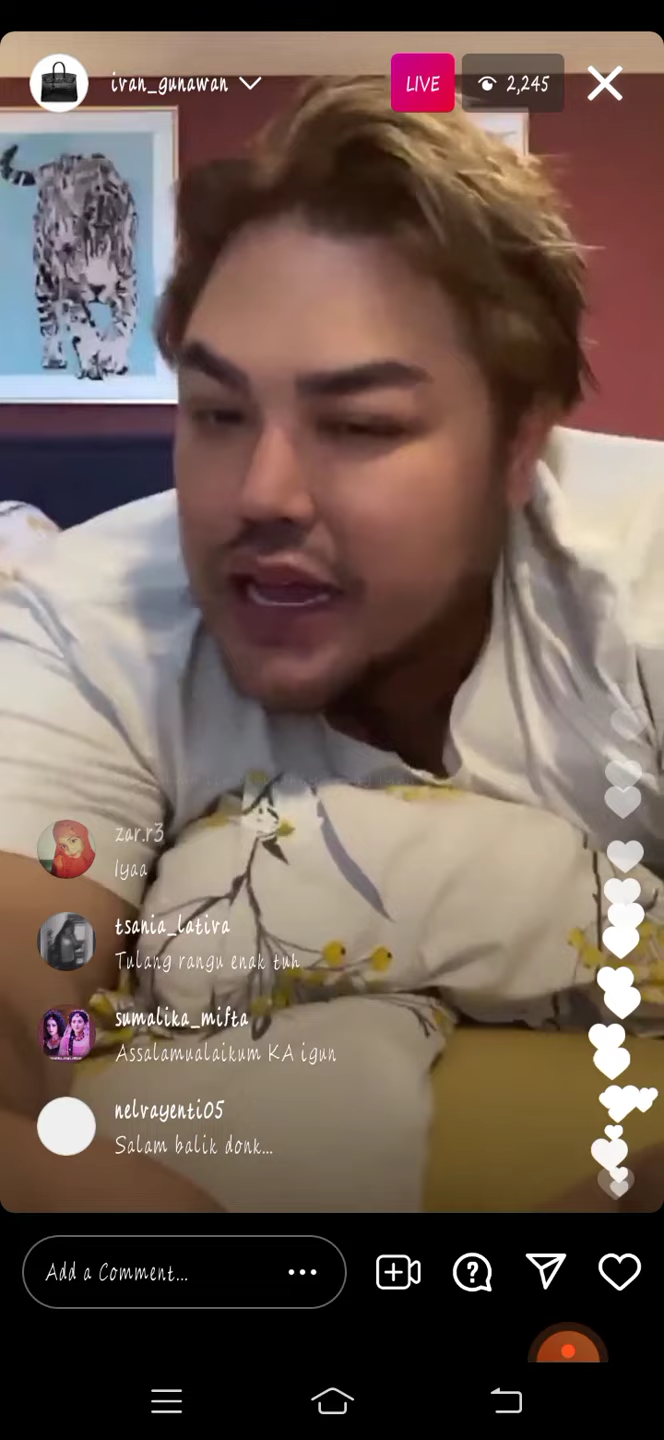 ivan_gunawan
LIVE
2,245
zar.r3
Iyaa
tsania_lativa
Tulang rangu enak tuh
sumalika_mifta
Assalamualaikum KA igun
nelvayenti05
Salam balik donk...
Add a Comment...